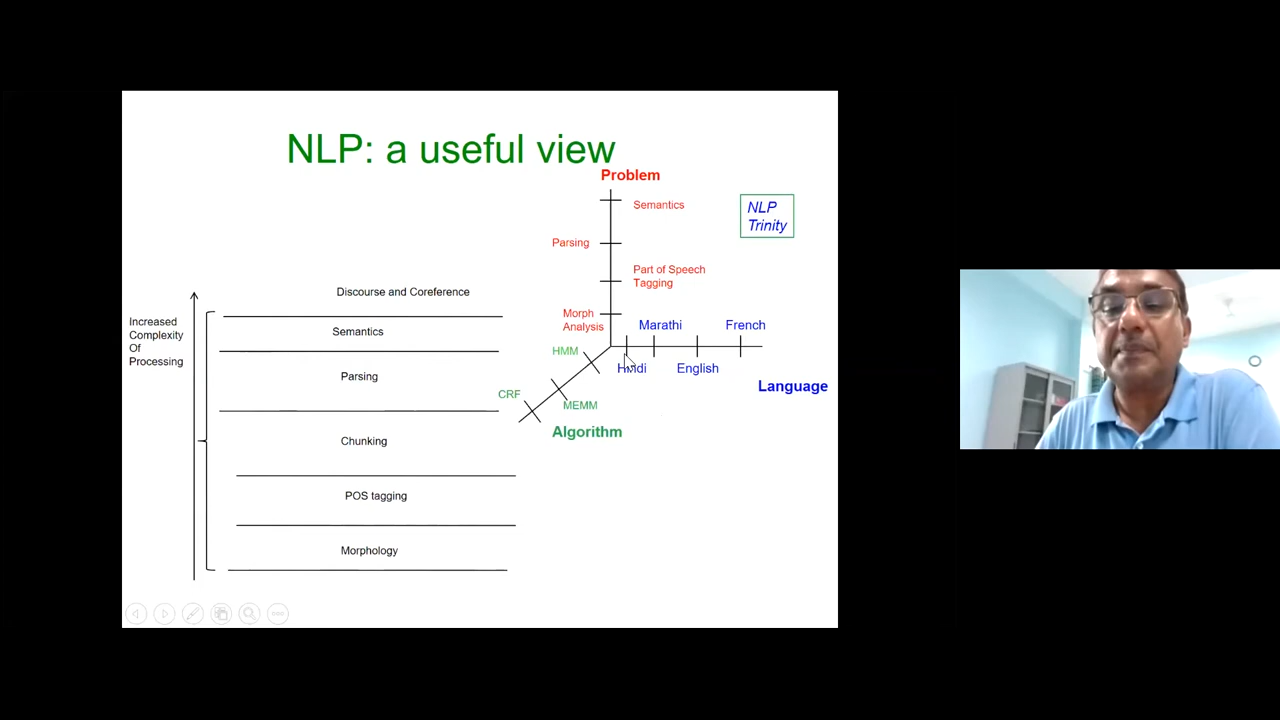 NLP: a useful view
Problem
Semantics
Parsing
Part of Speech
Tagging
Morph
Analysis
NLP
Trinity
Marathi
French
Hindi
English
Language
HMM
CRF
MEMM
Algorithm
Increased
Complexity
Of
Processing
Discourse and Coreference
Semantics
Parsing
Chunking
POS tagging
Morphology